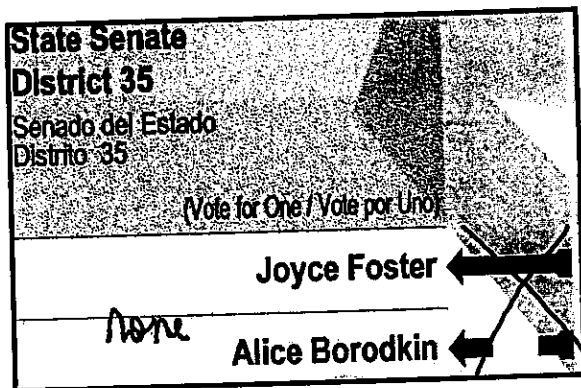 State Senate
District 35
Senado del Estado
Distrito 35
(Vote for One / Vote por Uno)
Joyce Foster
none
Alice Borodkin